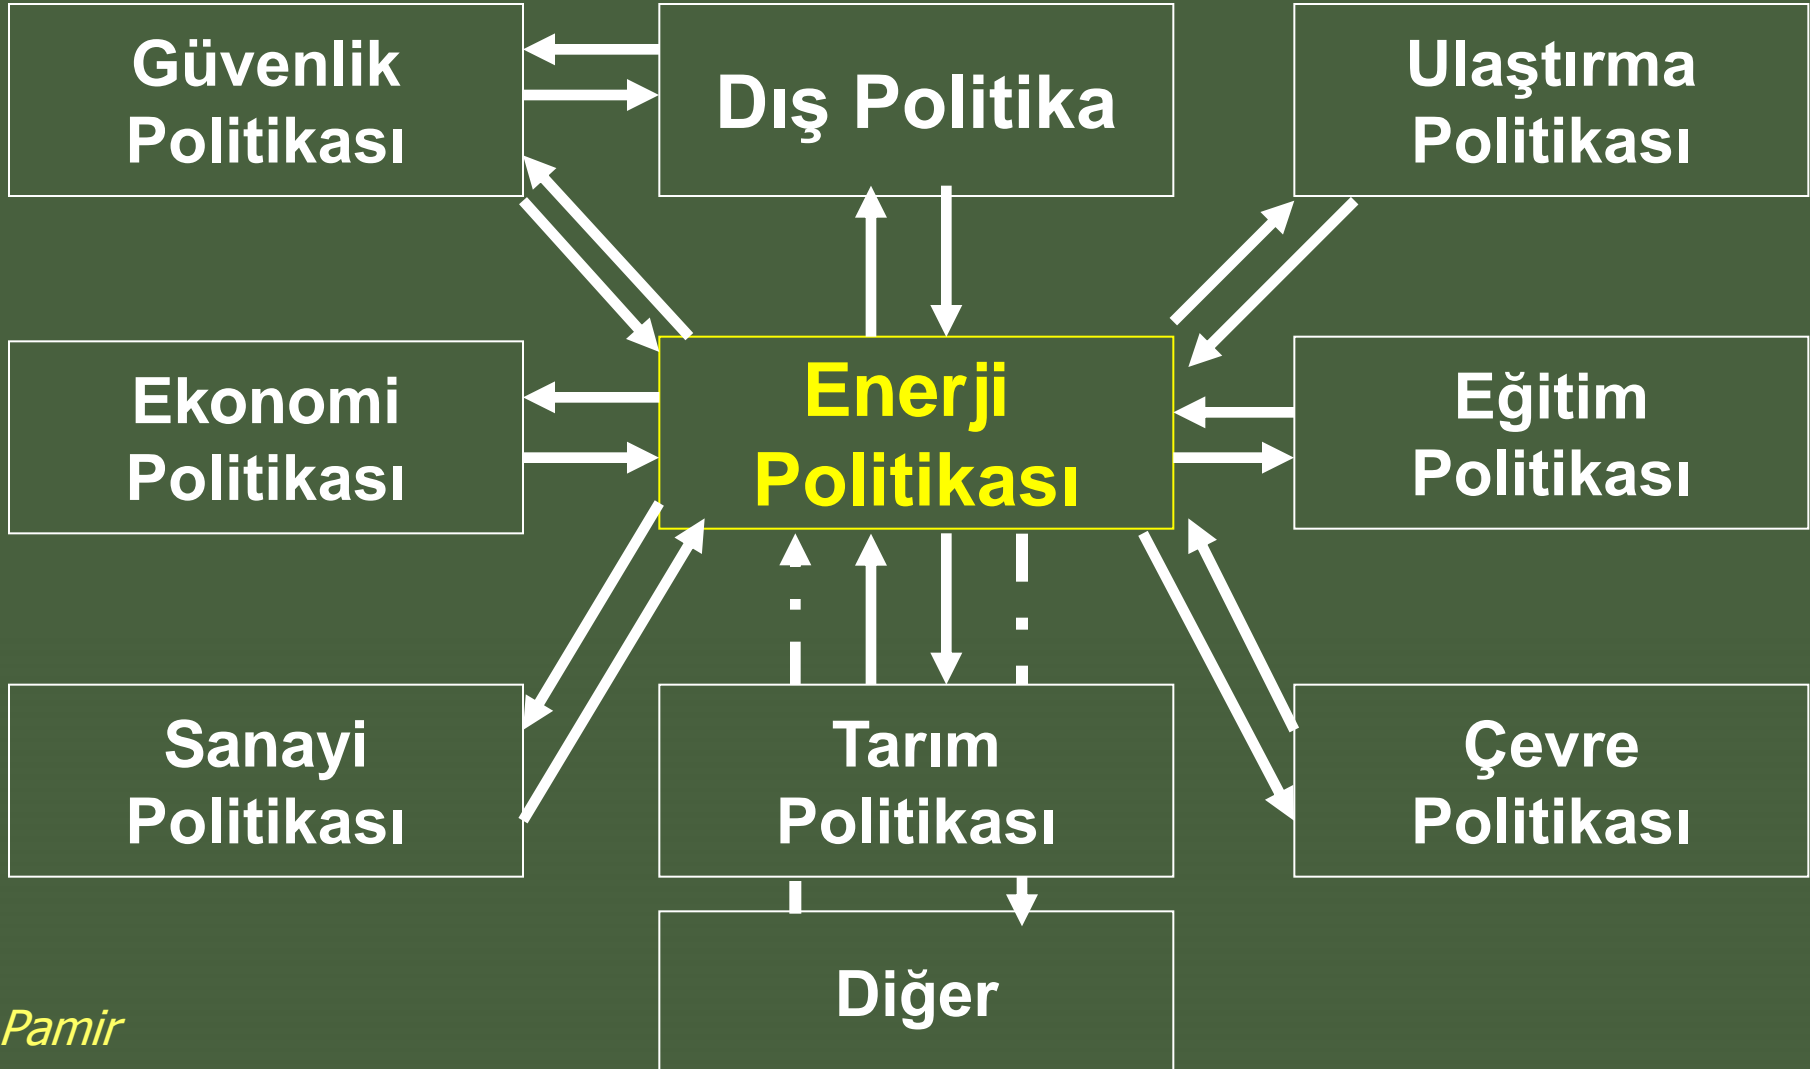 Güvenlik
Politikası
Dış Politika
Ulaştırma
Politikası
Ekonomi
Politikası
Enerji
Politikası
Eğitim
Politikası
Sanayi
Politikası
Tarım
Politikası
Çevre
Politikası
Diğer
Pamir